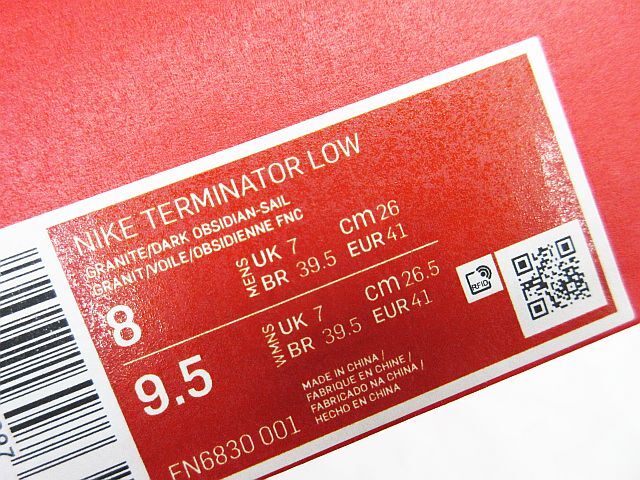 NIKE TERMINATOR LOW
GRANITE/DARK OBSIDIAN-SAIL
GRANIT/VOILE/OBSIDIENNE FNC
8
MENS
UK 7
BR 39.5
cm 26
EUR 41
9.5
WMNS
UK 7
BR 39.5
cm 26.5
EUR 41
RFID
MADE IN CHINA /
FABRIQUE EN CHINE /
FABRICADO NA CHINA /
HECHO EN CHINA
FN6830 001